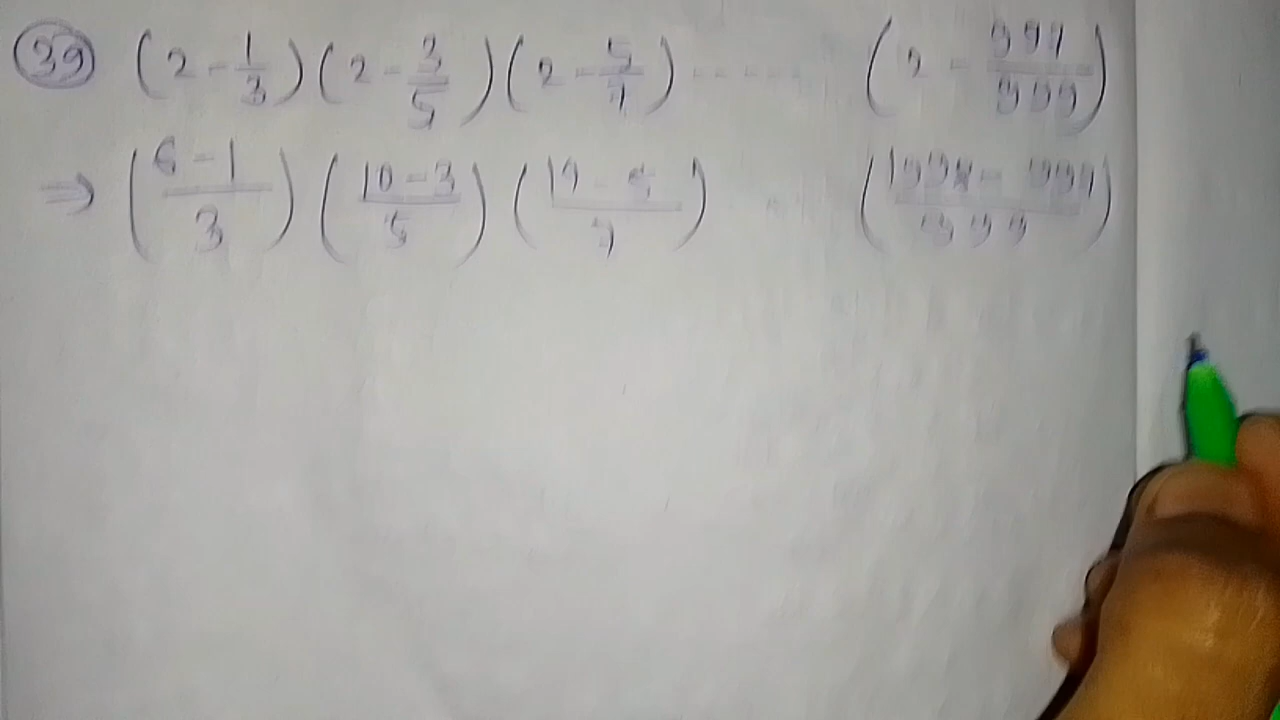 39 (2 - 1/3) (2 - 3/5) (2 - 5/7) ------ (2 - 997/999)
⇒ ((6 - 1)/3) ((10 - 3)/5) ((14 - 5)/7) .... ((1998 - 997)/999)